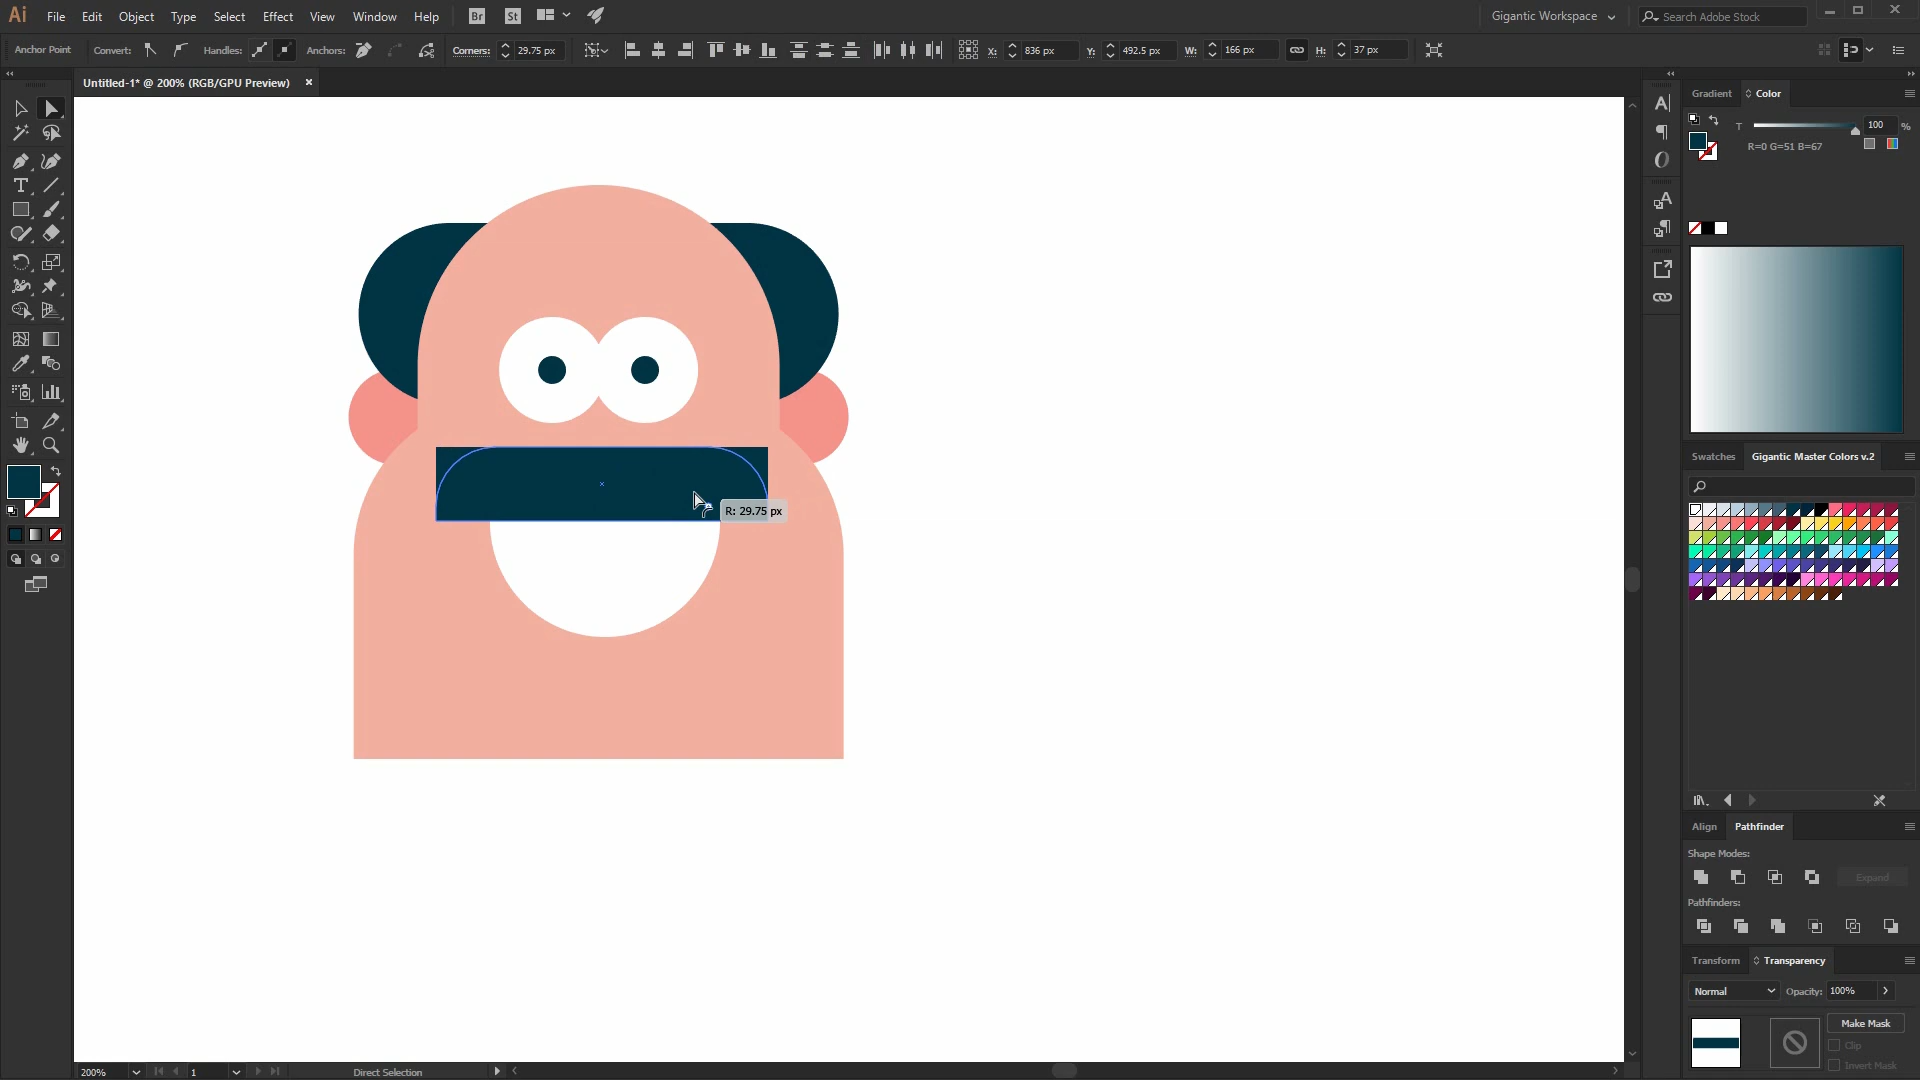 Ai File Edit Object Type Select Effect View Window Help Br St Gigantic Workspace Search Adobe Stock
Anchor Point Convert: Handles: Anchors: Corners: 29.75 px X: 836 px Y: 492.5 px W: 166 px H: 37 px
Untitled-1* @ 200% (RGB/GPU Preview) ×
Gradient Color
T 100 %
R=0 G=51 B=67
Swatches Gigantic Master Colors v.2
R: 29.75 px
Align Pathfinder
Shape Modes:
Expand
Pathfinders:
Transform Transparency
Normal Opacity: 100%
Make Mask
Clip
Invert Mask
200% 1 Direct Selection